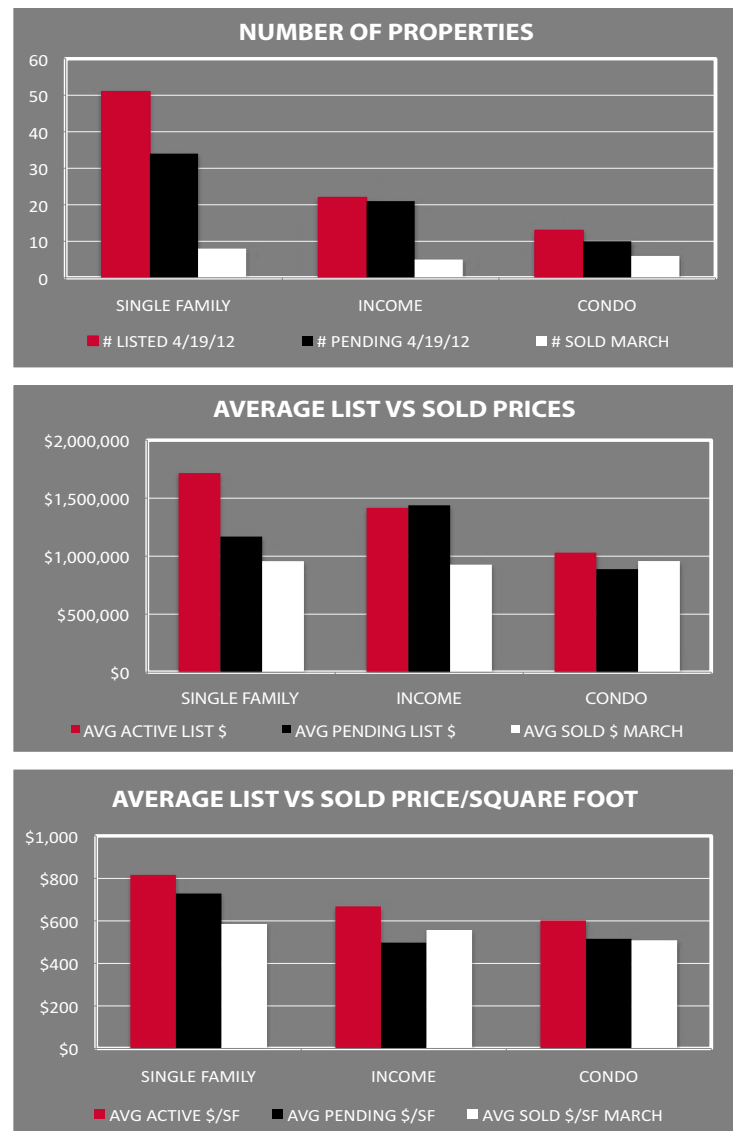 NUMBER OF PROPERTIES
60
50
40
30
20
10
0
SINGLE FAMILY INCOME CONDO
# LISTED 4/19/12 # PENDING 4/19/12 # SOLD MARCH
AVERAGE LIST VS SOLD PRICES
$2,000,000
$1,500,000
$1,000,000
$500,000
$0
SINGLE FAMILY INCOME CONDO
AVG ACTIVE LIST $ AVG PENDING LIST $ AVG SOLD $ MARCH
AVERAGE LIST VS SOLD PRICE/SQUARE FOOT
$1,000
$800
$600
$400
$200
$0
SINGLE FAMILY INCOME CONDO
AVG ACTIVE $/SF AVG PENDING $/SF AVG SOLD $/SF MARCH